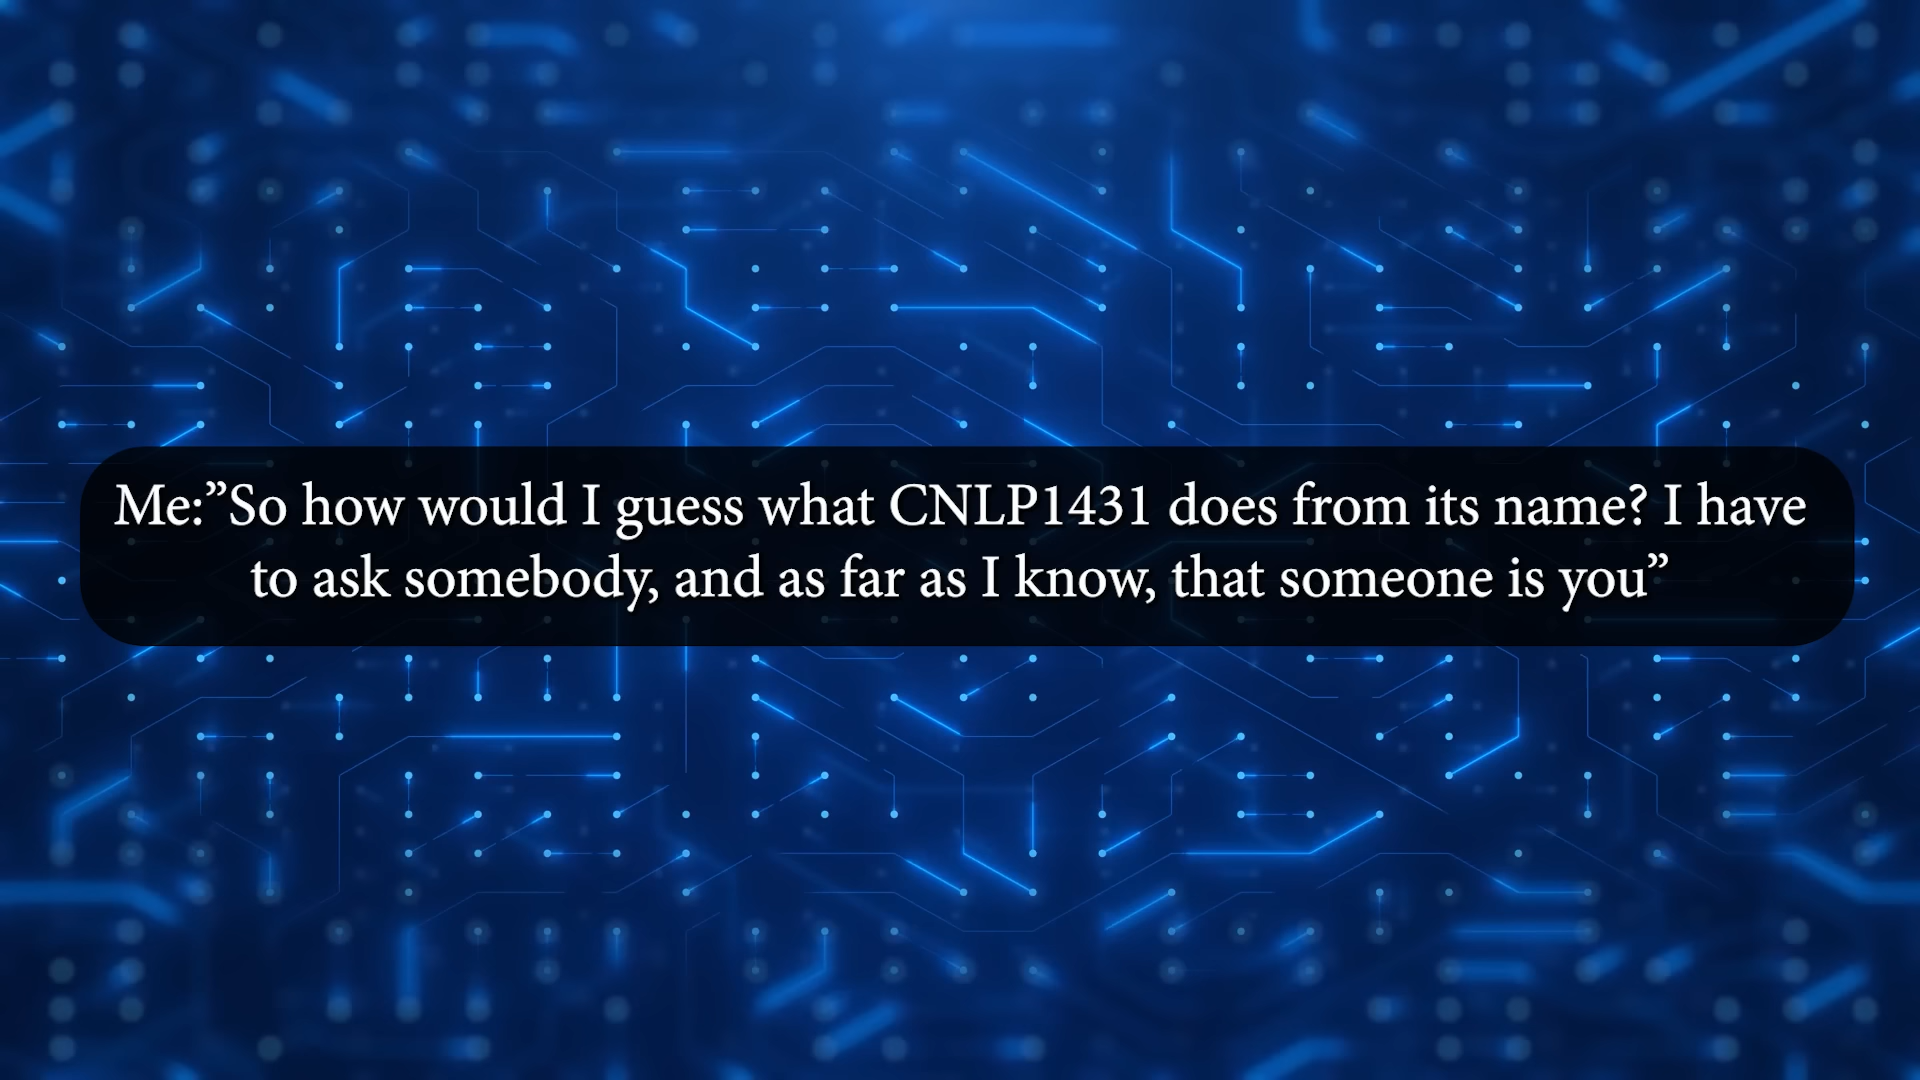 Me:”So how would I guess what CNLP1431 does from its name? I have
to ask somebody, and as far as I know, that someone is you”